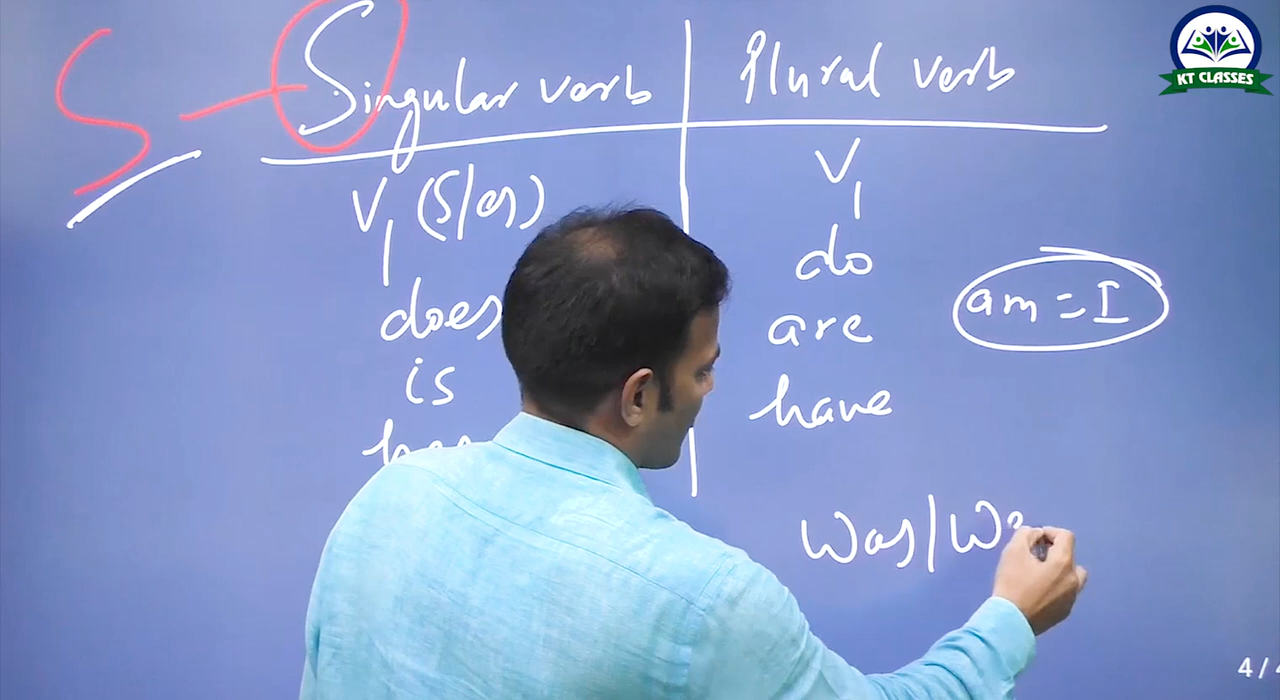 S - Singular verb | Plural verb
V1 (S/es) | V1
does | do
is | are
have
am = I
Was/
KT CLASSES
4/